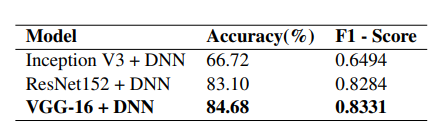 Model Accuracy(%) F1 - Score
Inception V3 + DNN 66.72 0.6494
ResNet152 + DNN 83.10 0.8284
VGG-16 + DNN 84.68 0.8331